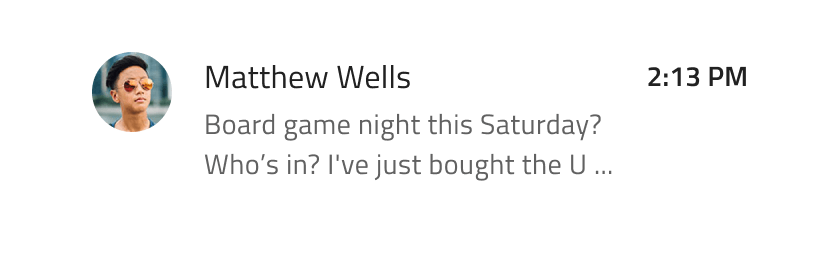 Matthew Wells
2:13 PM
Board game night this Saturday?
Who’s in? I've just bought the U ...